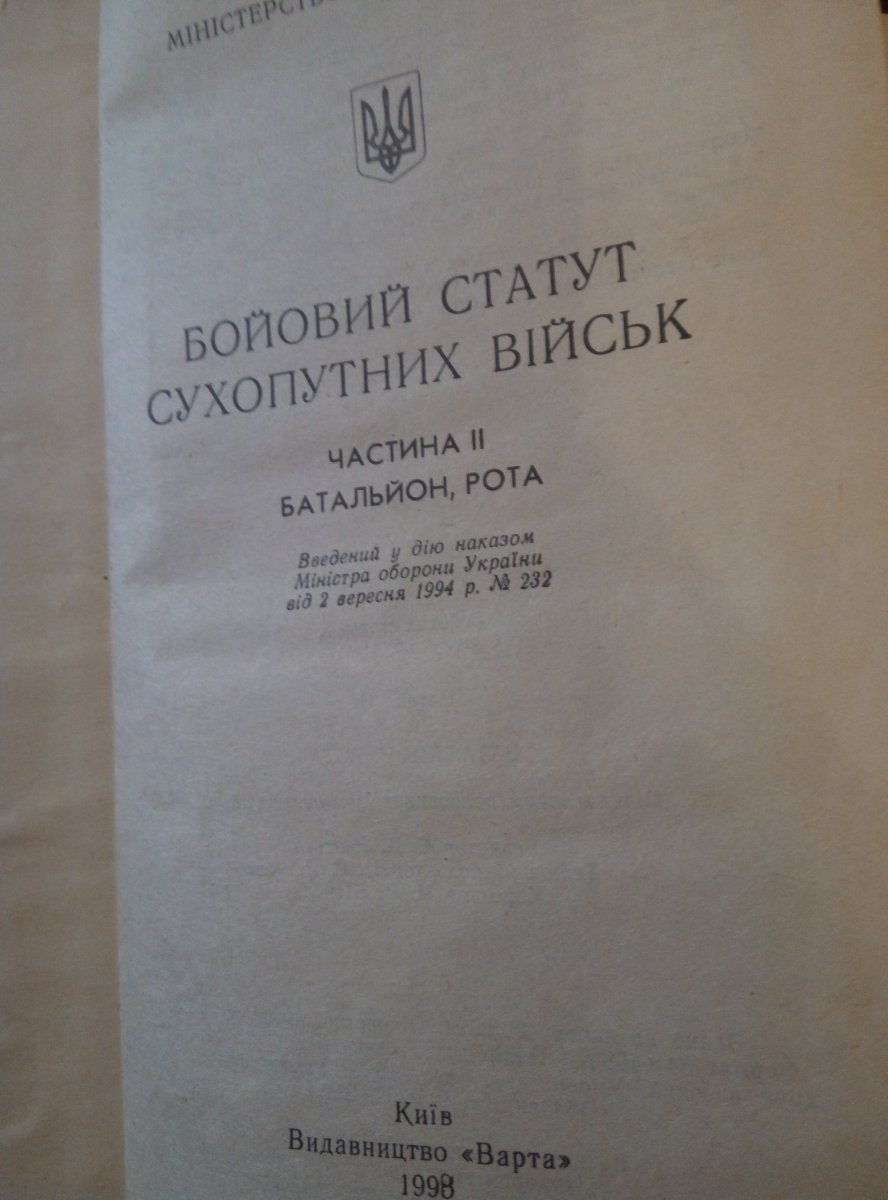 МІНІСТЕРСТВО
БОЙОВИЙ СТАТУТ
СУХОПУТНИХ ВІЙСЬК
ЧАСТИНА II
БАТАЛЬЙОН, РОТА
Введений у дію наказом
Міністра оборони України
від 2 вересня 1994 р. № 232
Київ
Видавництво «Варта»
1998